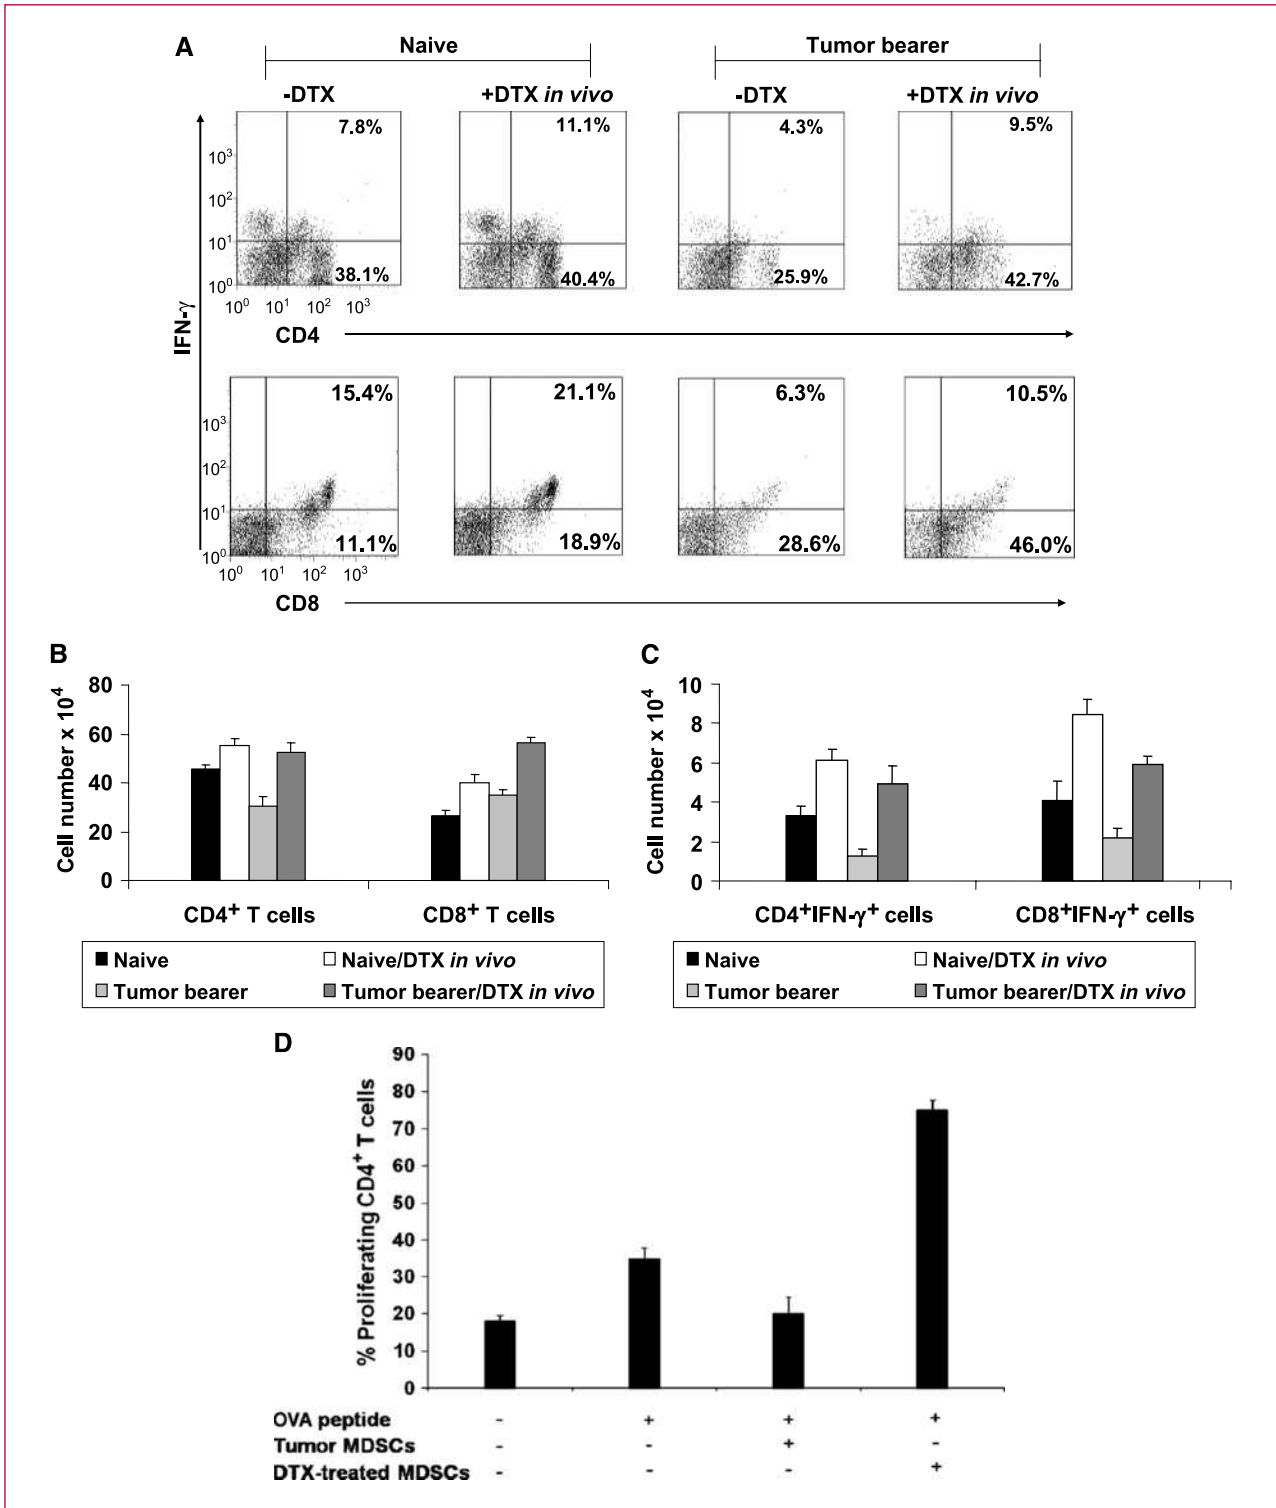 A
Naive
Tumor bearer
-DTX
+DTX in vivo
-DTX
+DTX in vivo
7.8%
11.1%
4.3%
9.5%
10³
10²
10¹
10⁰
38.1%
40.4%
25.9%
42.7%
10⁰ 10¹ 10² 10³
IFN-γ
CD4
15.4%
21.1%
6.3%
10.5%
10³
10²
10¹
10⁰
11.1%
18.9%
28.6%
46.0%
10⁰ 10¹ 10² 10³
CD8
B
Cell number x 10⁴
80
60
40
20
0
CD4⁺ T cells
CD8⁺ T cells
Naive
Naive/DTX in vivo
Tumor bearer
Tumor bearer/DTX in vivo
C
Cell number x 10⁴
10
8
6
4
2
0
CD4⁺IFN-γ⁺ cells
CD8⁺IFN-γ⁺ cells
Naive
Naive/DTX in vivo
Tumor bearer
Tumor bearer/DTX in vivo
D
% Proliferating CD4⁺ T cells
90
80
70
60
50
40
30
20
10
0
OVA peptide - + + +
Tumor MDSCs - - + -
DTX-treated MDSCs - - - +